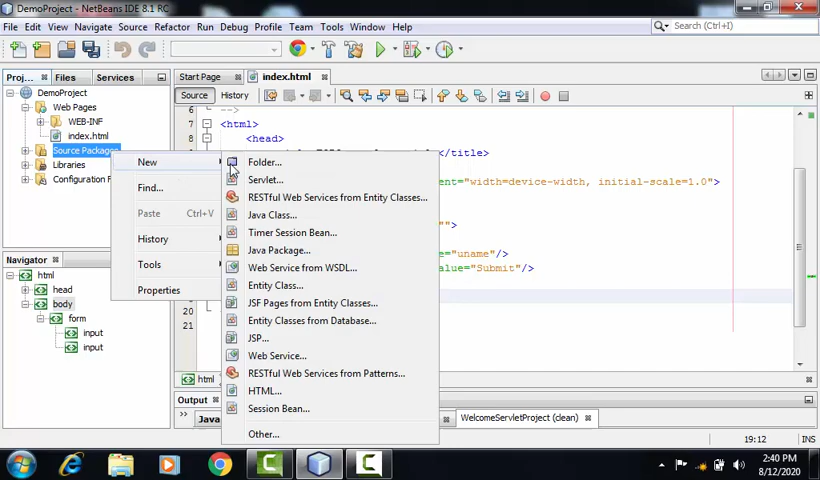 DemoProject - NetBeans IDE 8.1 RC
File Edit View Navigate Source Refactor Run Debug Profile Team Tools Window Help
Search (Ctrl+I)
Proj... Files Services
Start Page index.html
Source History
DemoProject
Web Pages
WEB-INF
index.html
Source Packages
Libraries
Configuration F
6 -->
7 <html>
8 <head>
</title>
ent="width=device-width, initial-scale=1.0">
"">
="uname"/>
alue="Submit"/>
20
21
New
Find...
Paste Ctrl+V
History
Tools
Properties
Folder...
Servlet...
RESTful Web Services from Entity Classes...
Java Class...
Timer Session Bean...
Java Package...
Web Service from WSDL...
Entity Class...
JSF Pages from Entity Classes...
Entity Classes from Database...
JSP...
Web Service...
RESTful Web Services from Patterns...
HTML...
Session Bean...
Other...
Navigator
html
head
body
form
input
input
html
Output
Java
WelcomeServletProject (clean)
19:12 INS
2:40 PM
8/12/2020